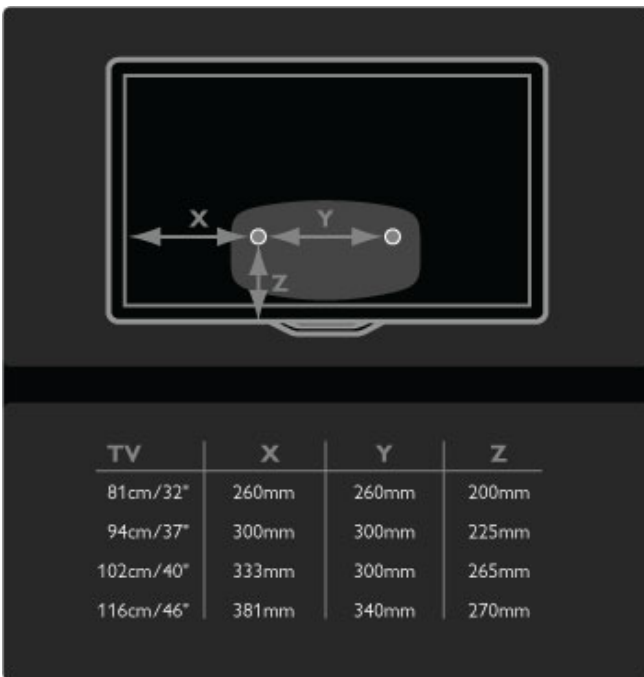 X Y
Z
TV X Y Z
81cm/32" 260mm 260mm 200mm
94cm/37" 300mm 300mm 225mm
102cm/40" 333mm 300mm 265mm
116cm/46" 381mm 340mm 270mm